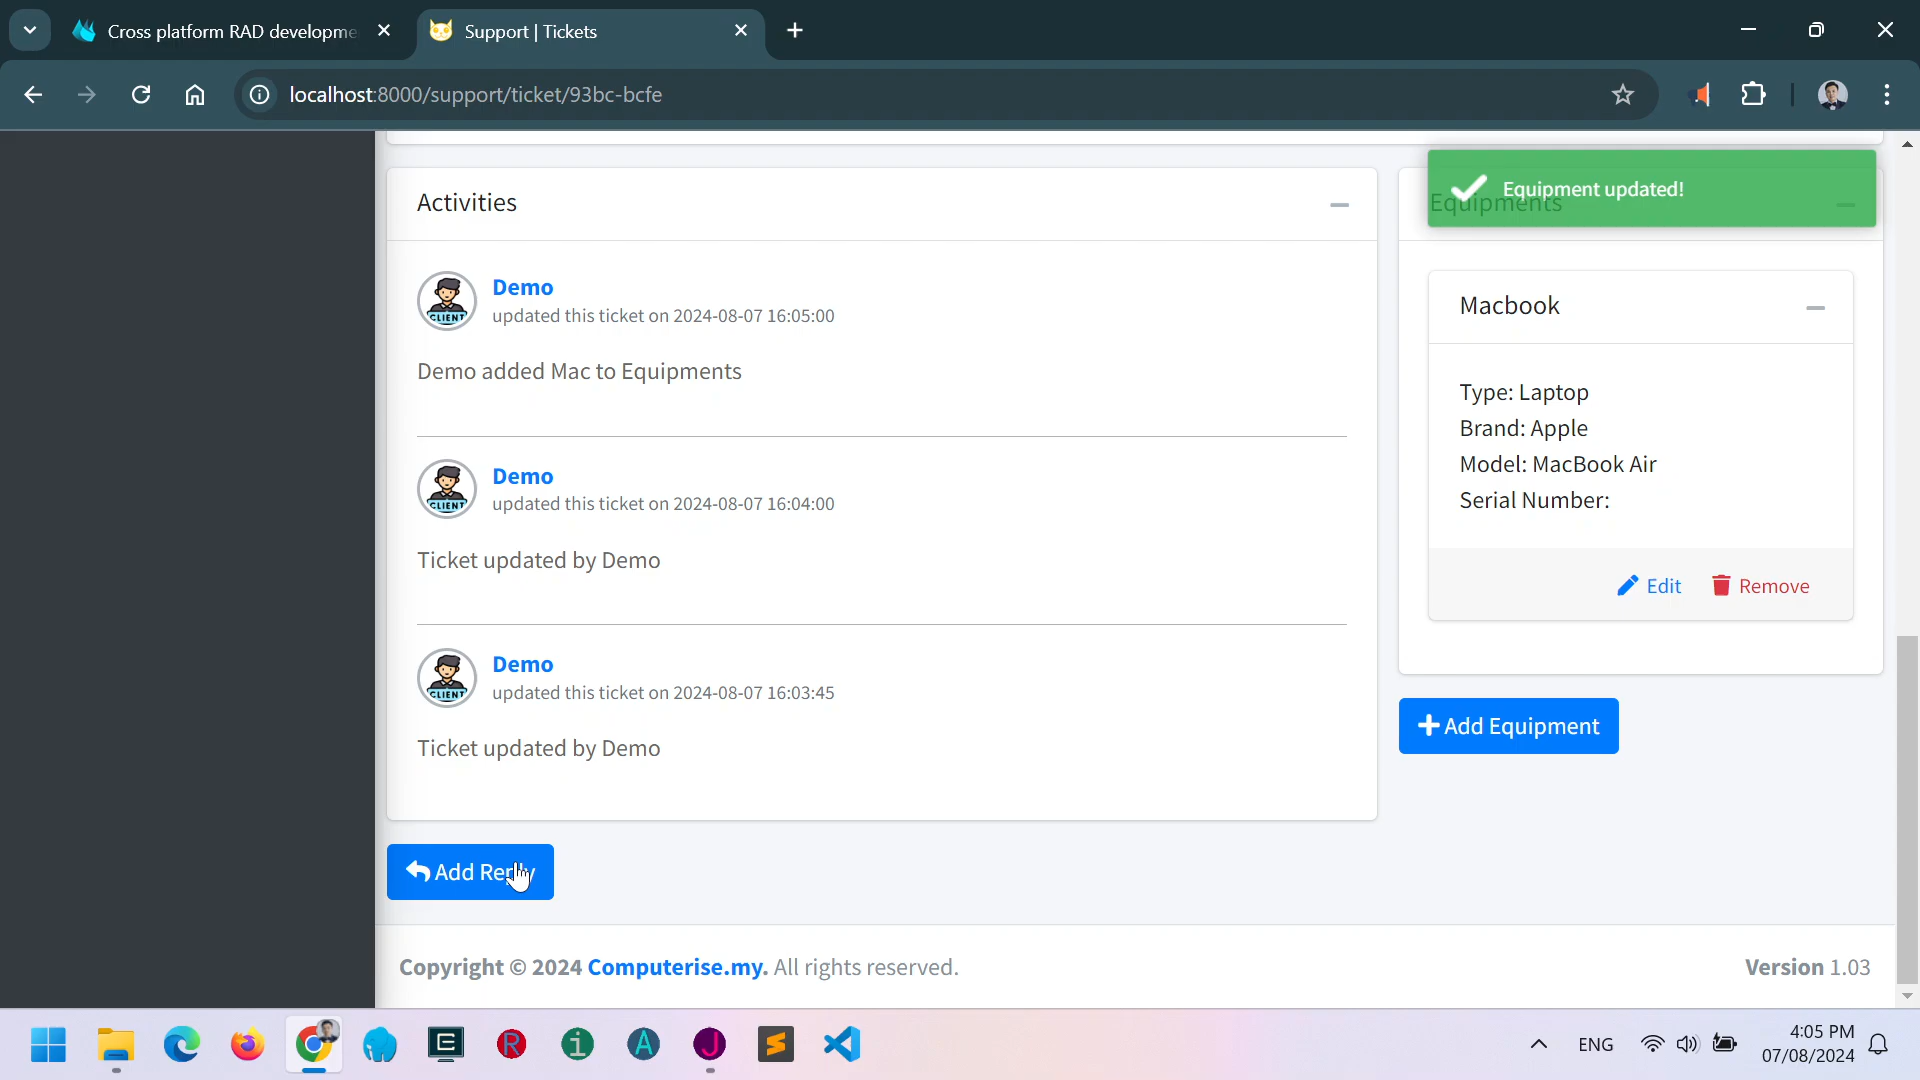 Cross platform RAD developme
Support | Tickets
localhost:8000/support/ticket/93bc-bcfe
Activities
Equipment updated!
Equipments
Demo
updated this ticket on 2024-08-07 16:05:00
Demo added Mac to Equipments
CLIENT
Demo
updated this ticket on 2024-08-07 16:04:00
Ticket updated by Demo
CLIENT
Demo
updated this ticket on 2024-08-07 16:03:45
Ticket updated by Demo
CLIENT
Macbook
Type: Laptop
Brand: Apple
Model: MacBook Air
Serial Number:
Edit
Remove
Add Equipment
Add Reply
Copyright © 2024 Computerise.my. All rights reserved.
Version 1.03
E
R
i
A
J
S
ENG
4:05 PM
07/08/2024